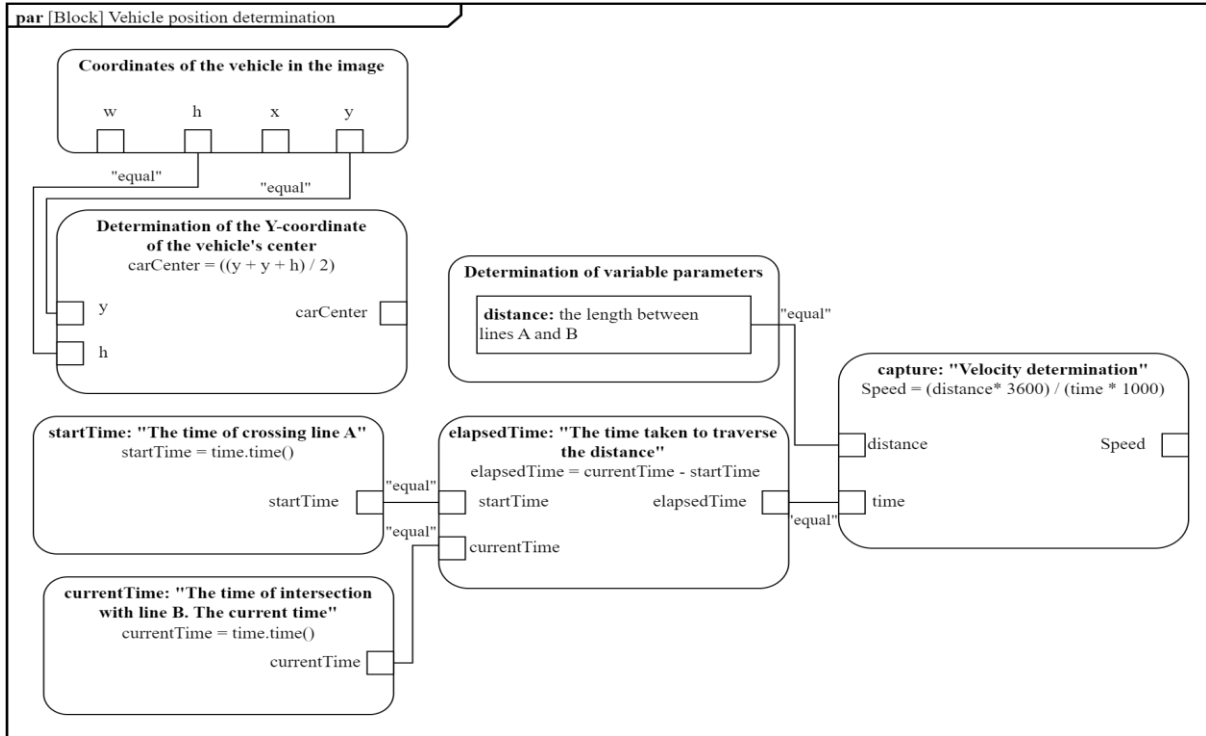 par [Block] Vehicle position determination
Coordinates of the vehicle in the image
w h x y
"equal"
"equal"
Determination of the Y-coordinate
of the vehicle's center
carCenter = ((y + y + h) / 2)
y
carCenter
h
Determination of variable parameters
distance: the length between
lines A and B
"equal"
capture: "Velocity determination"
Speed = (distance* 3600) / (time * 1000)
distance
Speed
time
startTime: "The time of crossing line A"
startTime = time.time()
startTime
"equal"
"equal"
elapsedTime: "The time taken to traverse
the distance"
elapsedTime = currentTime - startTime
startTime
elapsedTime
currentTime
"equal"
currentTime: "The time of intersection
with line B. The current time"
currentTime = time.time()
currentTime